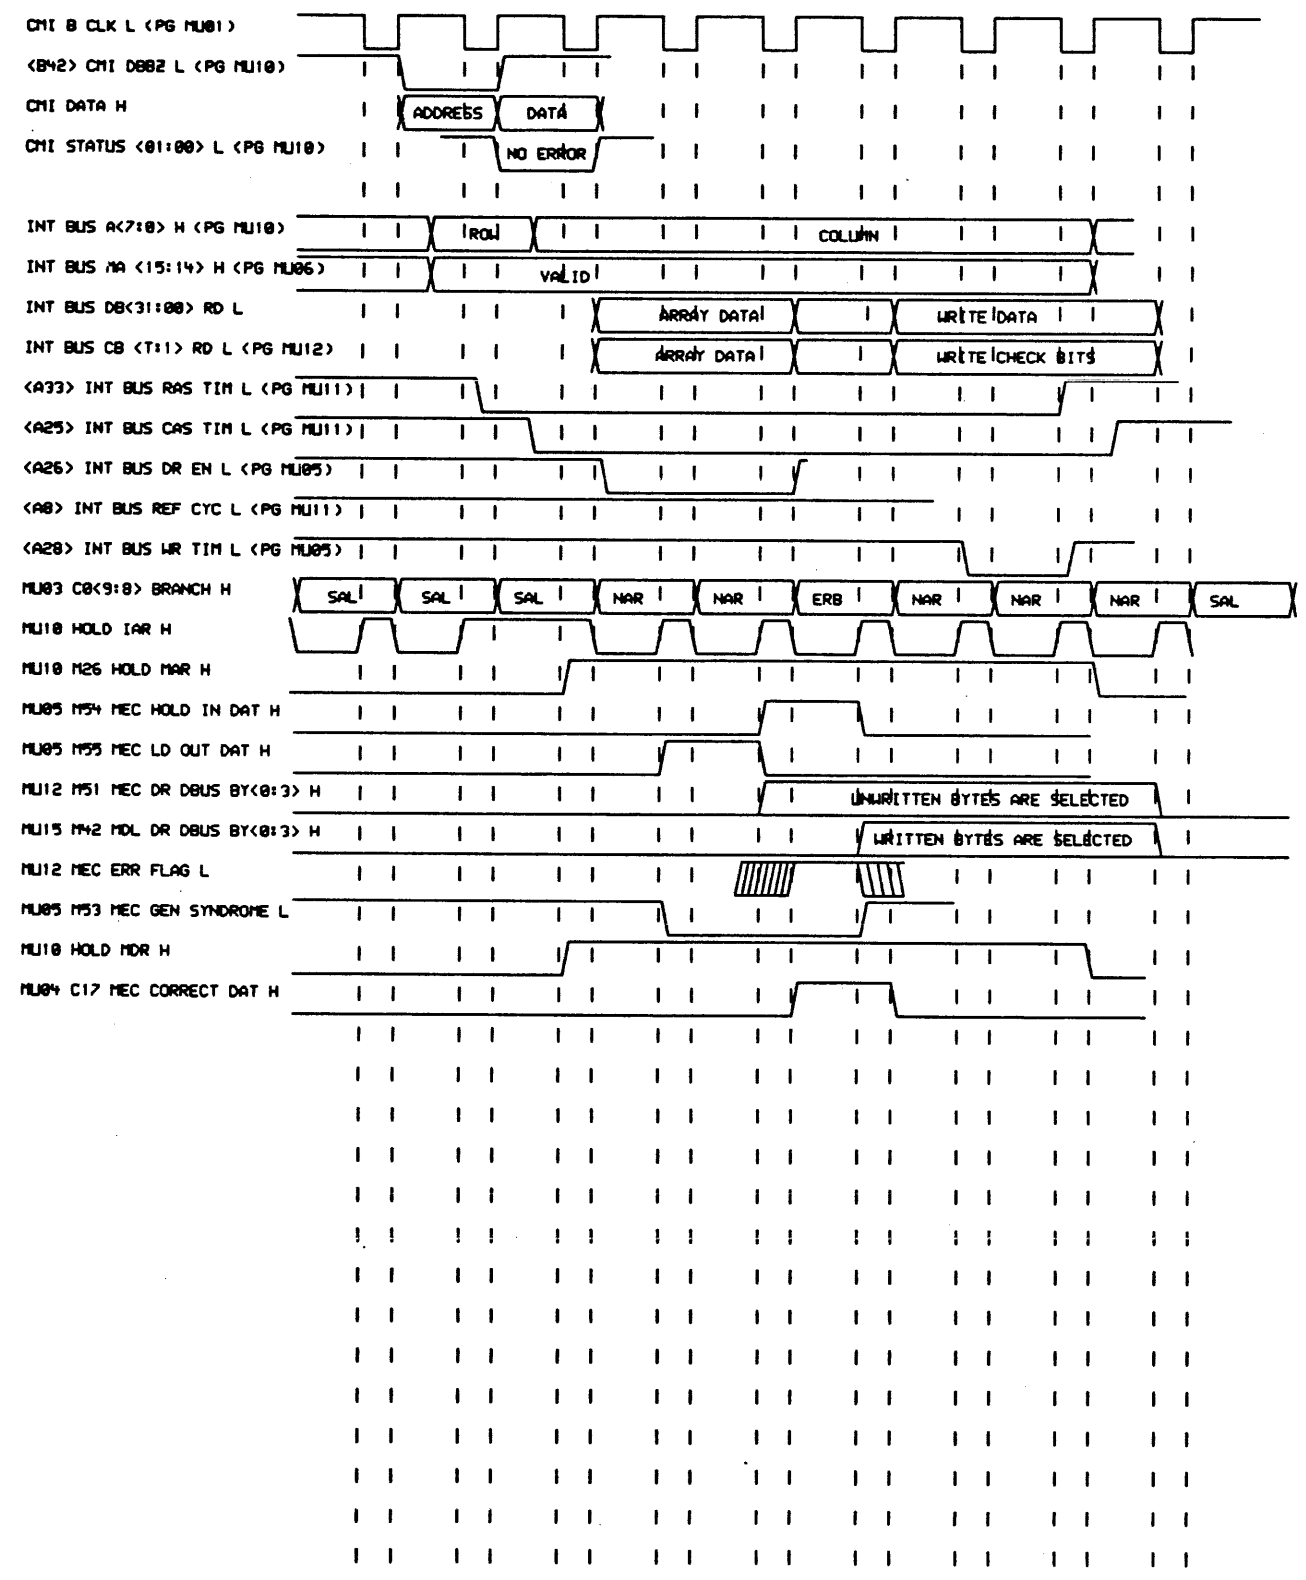 CMI B CLK L (PG MU01)
<B42> CMI DBBZ L (PG MU10)
CMI DATA H
ADDRESS DATA
CMI STATUS <01:00> L (PG MU10)
NO ERROR
INT BUS A<7:0> H (PG MU10)
ROW COLUMN
INT BUS MA <15:14> H (PG MU06)
VALID
INT BUS DB<31:00> RD L
ARRAY DATA WRITE DATA
INT BUS CB <T:1> RD L (PG MU12)
ARRAY DATA WRITE CHECK BITS
<A33> INT BUS RAS TIM L (PG MU11)
<A25> INT BUS CAS TIM L (PG MU11)
<A26> INT BUS DR EN L (PG MU05)
<A8> INT BUS REF CYC L (PG MU11)
<A28> INT BUS WR TIM L (PG MU05)
MU03 C0<9:8> BRANCH H
SAL SAL SAL NAR NAR ERB NAR NAR NAR SAL
MU10 HOLD IAR H
MU10 M26 HOLD MAR H
MU05 M54 MEC HOLD IN DAT H
MU05 M55 MEC LD OUT DAT H
MU12 M51 MEC DR DBUS BY<0:3> H
UNWRITTEN BYTES ARE SELECTED
MU15 M42 MDL DR DBUS BY<0:3> H
WRITTEN BYTES ARE SELECTED
MU12 MEC ERR FLAG L
MU05 M53 MEC GEN SYNDROME L
MU10 HOLD MDR H
MU04 C17 MEC CORRECT DAT H